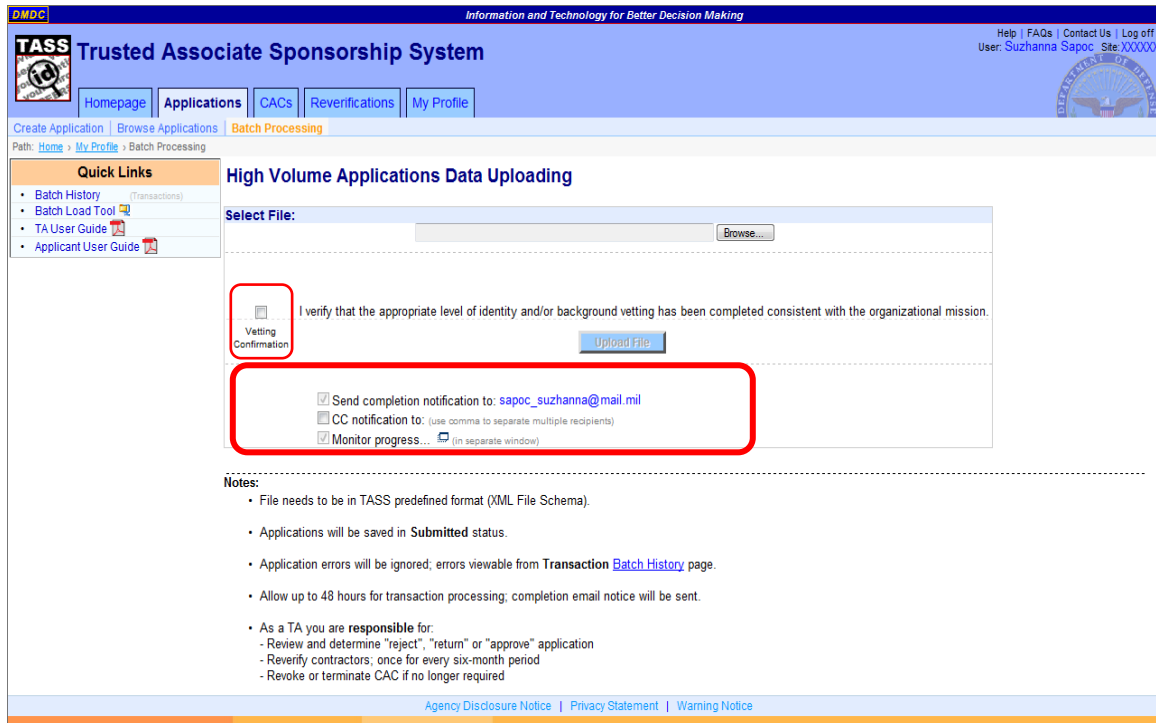 DMDC
Information and Technology for Better Decision Making
Help | FAQs | Contact Us | Log off
User: Suzhanna Sapoc Site:XXXXXX
TASS
Trusted Associate Sponsorship System
Homepage Applications CACs Reverifications My Profile
Create Application | Browse Applications | Batch Processing
Path: Home › My Profile › Batch Processing
Quick Links
• Batch History (Transactions)
• Batch Load Tool
• TA User Guide
• Applicant User Guide
High Volume Applications Data Uploading
Select File:
Browse...
I verify that the appropriate level of identity and/or background vetting has been completed consistent with the organizational mission.
Vetting
Confirmation
Upload File
Send completion notification to: sapoc_suzhanna@mail.mil
CC notification to: (use comma to separate multiple recipients)
Monitor progress... (in separate window)
Notes:
• File needs to be in TASS predefined format (XML File Schema).
• Applications will be saved in Submitted status.
• Application errors will be ignored; errors viewable from Transaction Batch History page.
• Allow up to 48 hours for transaction processing; completion email notice will be sent.
• As a TA you are responsible for:
- Review and determine "reject", "return" or "approve" application
- Reverify contractors; once for every six-month period
- Revoke or terminate CAC if no longer required
Agency Disclosure Notice | Privacy Statement | Warning Notice